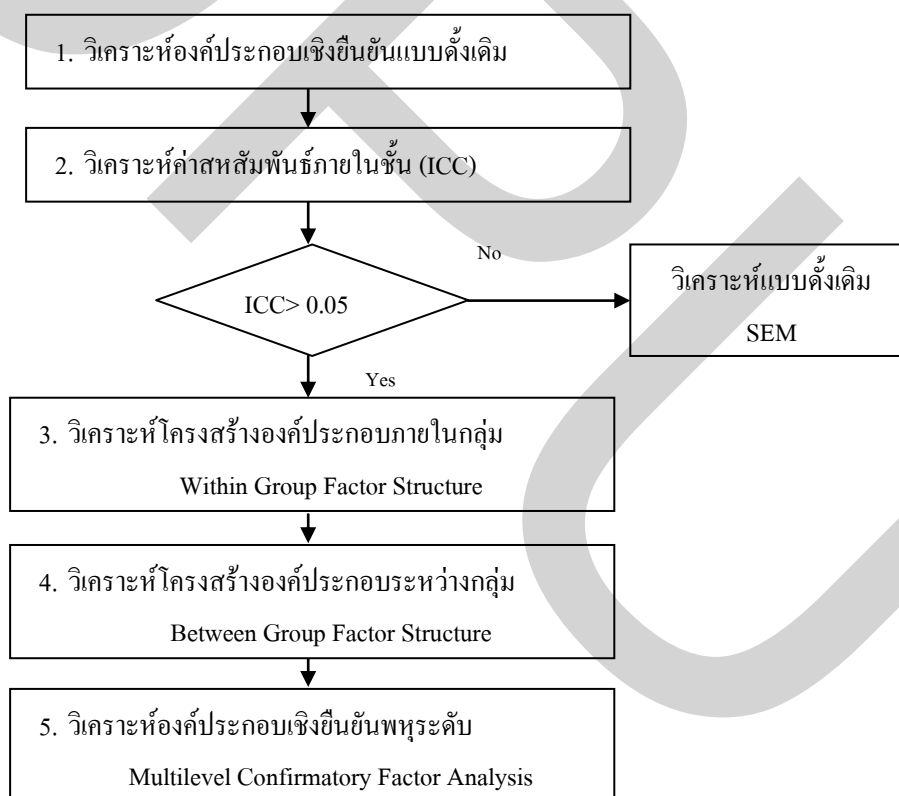 1. วิเคราะห์องค์ประกอบเชิงยืนยันแบบดั้งเดิม
2. วิเคราะห์ค่าสหสัมพันธ์ภายในชั้น (ICC)
No
ICC> 0.05
วิเคราะห์แบบดั้งเดิม
SEM
Yes
3. วิเคราะห์โครงสร้างองค์ประกอบภายในกลุ่ม
Within Group Factor Structure
4. วิเคราะห์โครงสร้างองค์ประกอบระหว่างกลุ่ม
Between Group Factor Structure
5. วิเคราะห์องค์ประกอบเชิงยืนยันพหุระดับ
Multilevel Confirmatory Factor Analysis